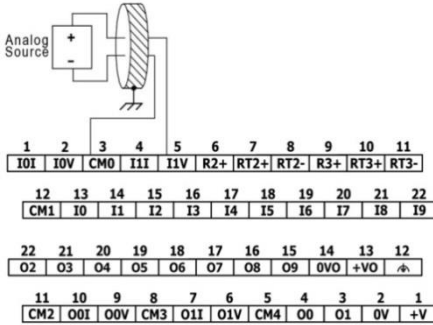 Analog
Source
+
-
1 2 3 4 5 6 7 8 9 10 11
I0I I0V CM0 I1I I1V R2+ RT2+ RT2- R3+ RT3+ RT3-
12 13 14 15 16 17 18 19 20 21 22
CM1 I0 I1 I2 I3 I4 I5 I6 I7 I8 I9
22 21 20 19 18 17 16 15 14 13 12
O2 O3 O4 O5 O6 O7 O8 O9 0VO +VO
11 10 9 8 7 6 5 4 3 2 1
CM2 O0I O0V CM3 O1I O1V CM4 O0 O1 0V +V